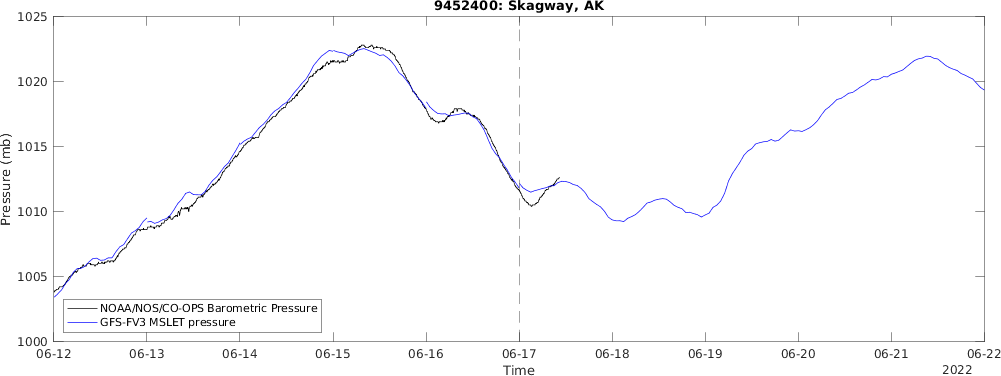 9452400: Skagway, AK
Pressure (mb)
1025
1020
1015
1010
1005
1000
NOAA/NOS/CO-OPS Barometric Pressure
GFS-FV3 MSLET pressure
06-12 06-13 06-14 06-15 06-16 06-17 06-18 06-19 06-20 06-21 06-22
Time
2022